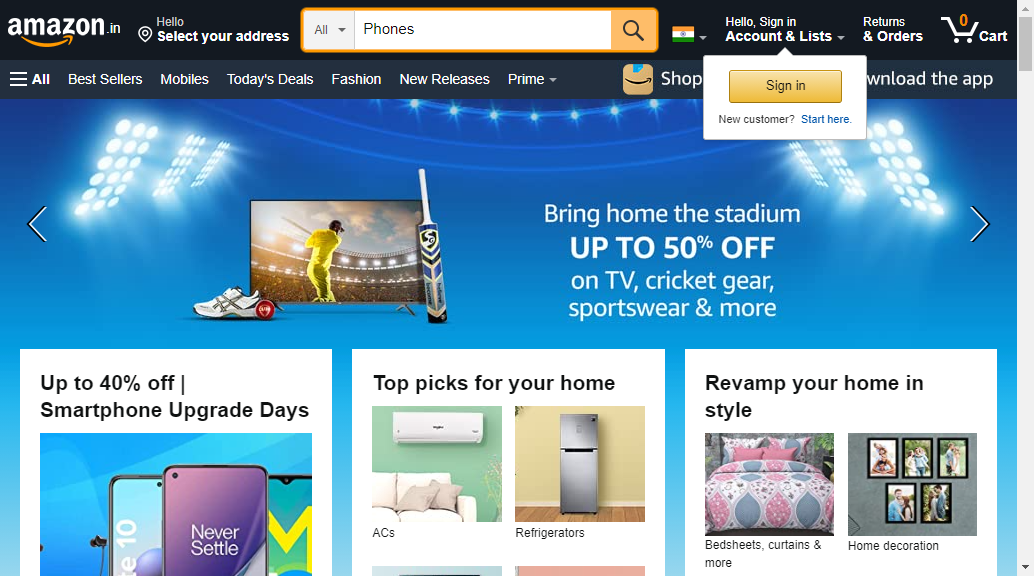 amazon.in
Hello
Select your address
All
Phones
Hello, Sign in
Account & Lists
Returns
& Orders
0
Cart
All
Best Sellers
Mobiles
Today's Deals
Fashion
New Releases
Prime
Shop
wnload the app
Sign in
New customer? Start here.
Bring home the stadium
UP TO 50% OFF
on TV, cricket gear,
sportswear & more
Up to 40% off |
Smartphone Upgrade Days
Top picks for your home
Revamp your home in
style
Never
Settle
ACs
Refrigerators
Bedsheets, curtains &
more
Home decoration